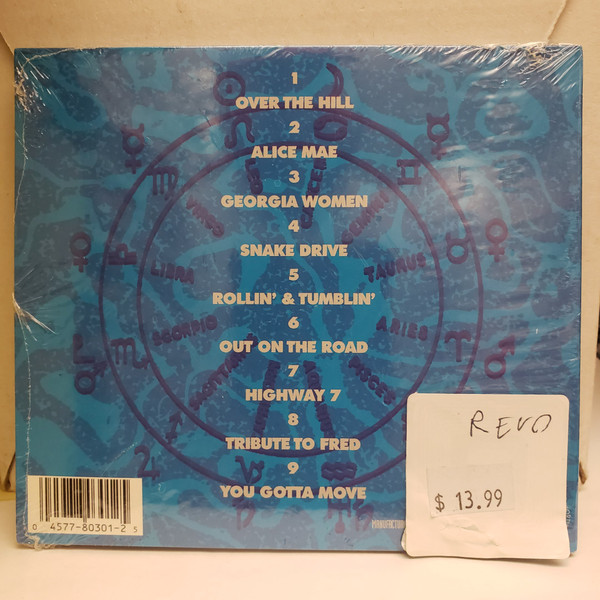 1
OVER THE HILL
2
ALICE MAE
3
GEORGIA WOMEN
4
SNAKE DRIVE
5
ROLLIN' & TUMBLIN'
6
OUT ON THE ROAD
7
HIGHWAY 7
8
TRIBUTE TO FRED
9
YOU GOTTA MOVE
VIRGO
LIBRA
SCORPIO
TAURUS
ARIES
PISCES
REVO
$ 13.99
0 4577-80301-2 5